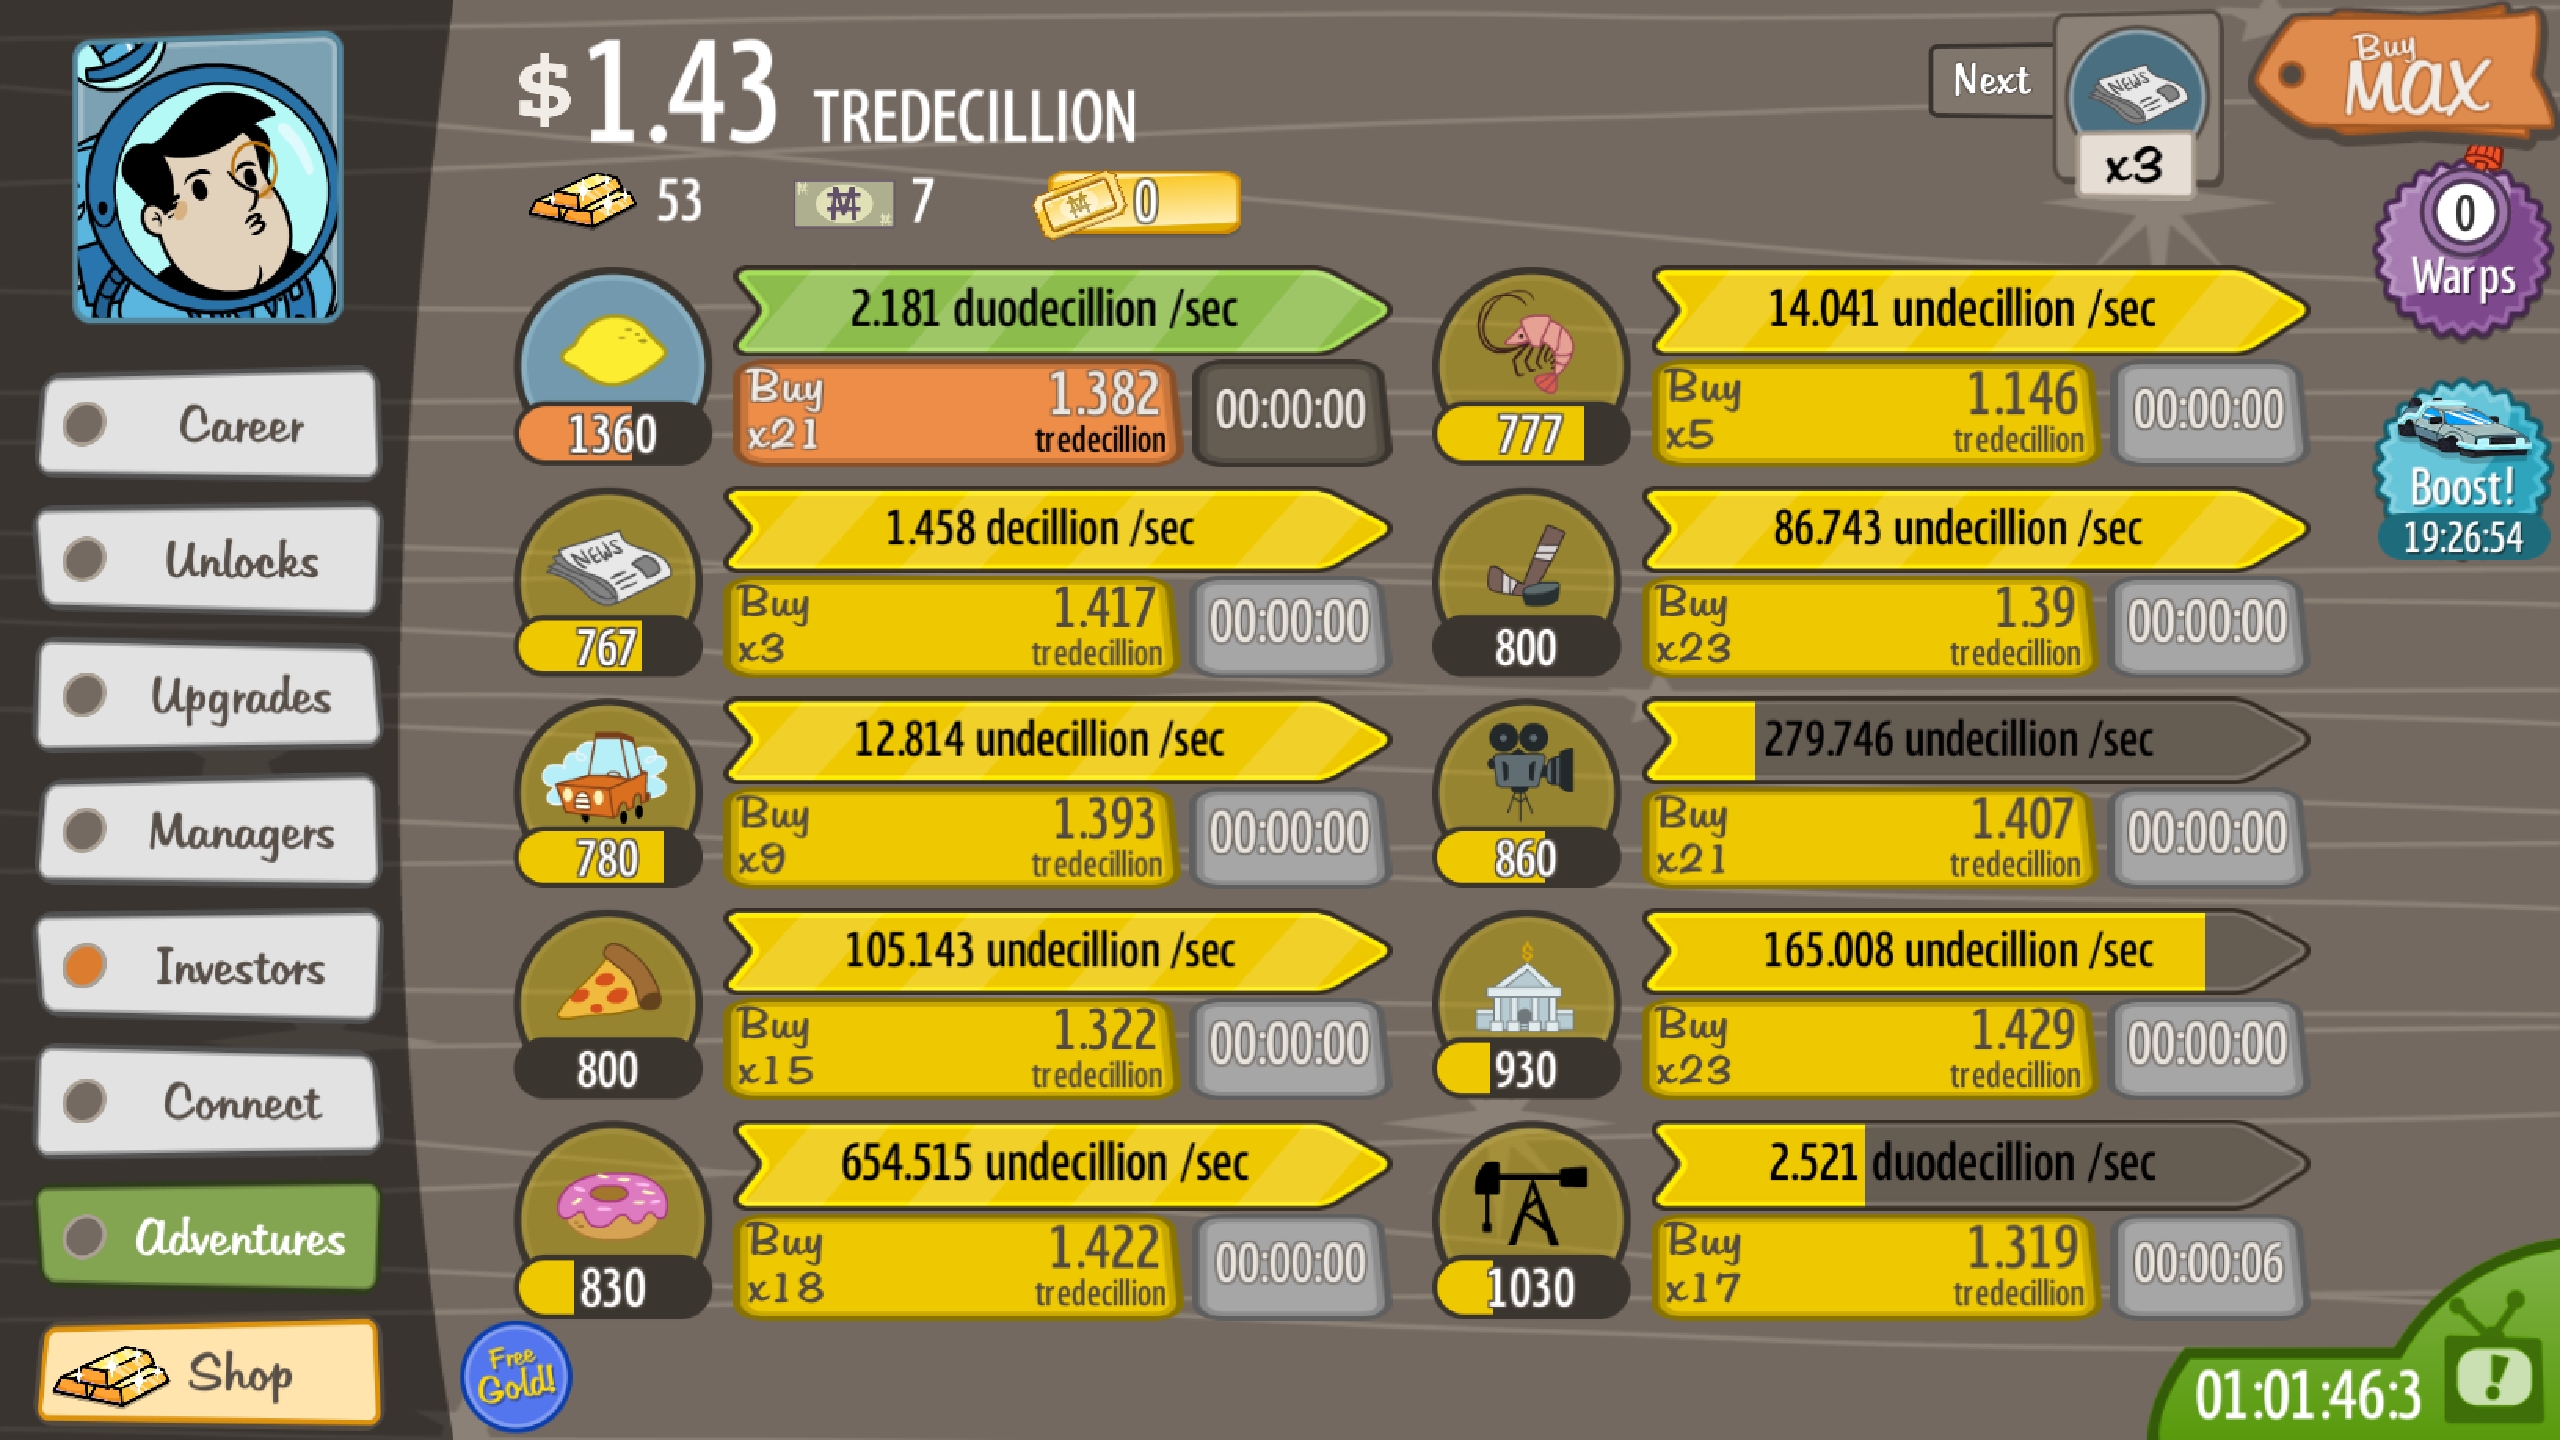 $1.43 TREDECILLION
53
7
0
Next
NEWS
x3
Buy
MAX
0
Warps
Boost!
19:26:54
Career
Unlocks
Upgrades
Managers
Investors
Connect
Adventures
Shop
2.181 duodecillion /sec
1360
Buy
x21
1.382
tredecillion
00:00:00
14.041 undecillion /sec
777
Buy
x5
1.146
tredecillion
00:00:00
1.458 decillion /sec
NEWS
767
Buy
x3
1.417
tredecillion
00:00:00
86.743 undecillion /sec
800
Buy
x23
1.39
tredecillion
00:00:00
12.814 undecillion /sec
780
Buy
x9
1.393
tredecillion
00:00:00
279.746 undecillion /sec
860
Buy
x21
1.407
tredecillion
00:00:00
105.143 undecillion /sec
800
Buy
x15
1.322
tredecillion
00:00:00
165.008 undecillion /sec
$
930
Buy
x23
1.429
tredecillion
00:00:00
654.515 undecillion /sec
830
Buy
x18
1.422
tredecillion
00:00:00
2.521 duodecillion /sec
1030
Buy
x17
1.319
tredecillion
00:00:06
Free
Gold!
01:01:46:3
!